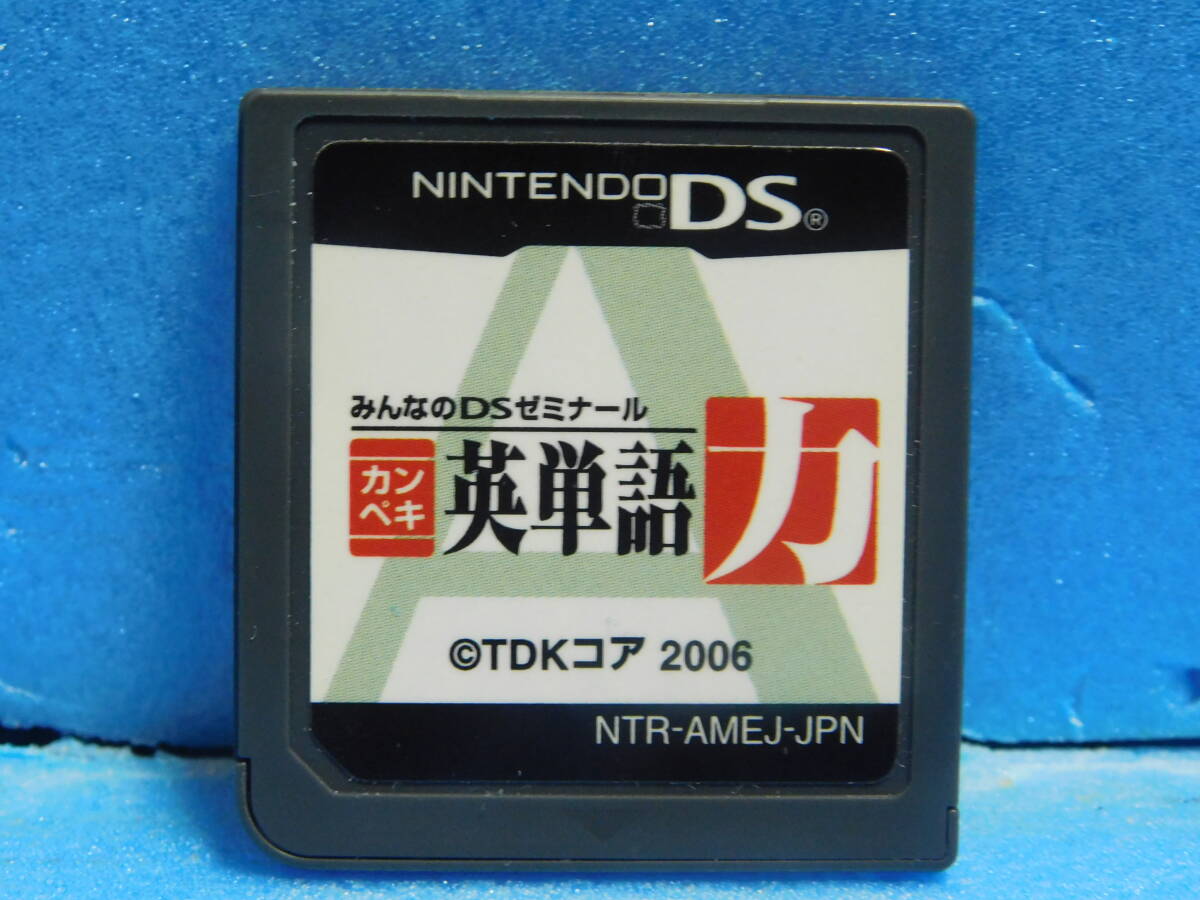 NINTENDO DS®
みんなのDSゼミナール
カンペキ 英単語力
©TDKコア 2006
NTR-AMEJ-JPN